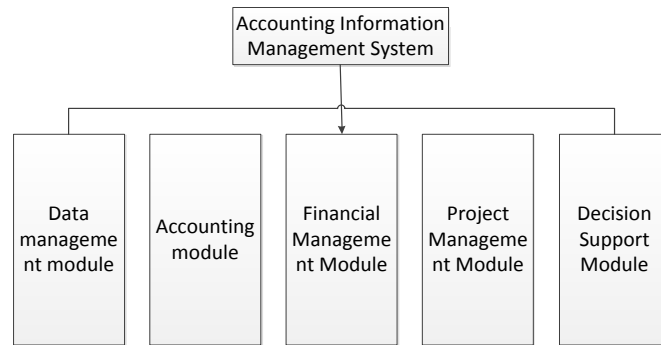 Accounting Information
Management System
Data
manageme
nt module
Accounting
module
Financial
Manageme
nt Module
Project
Manageme
nt Module
Decision
Support
Module